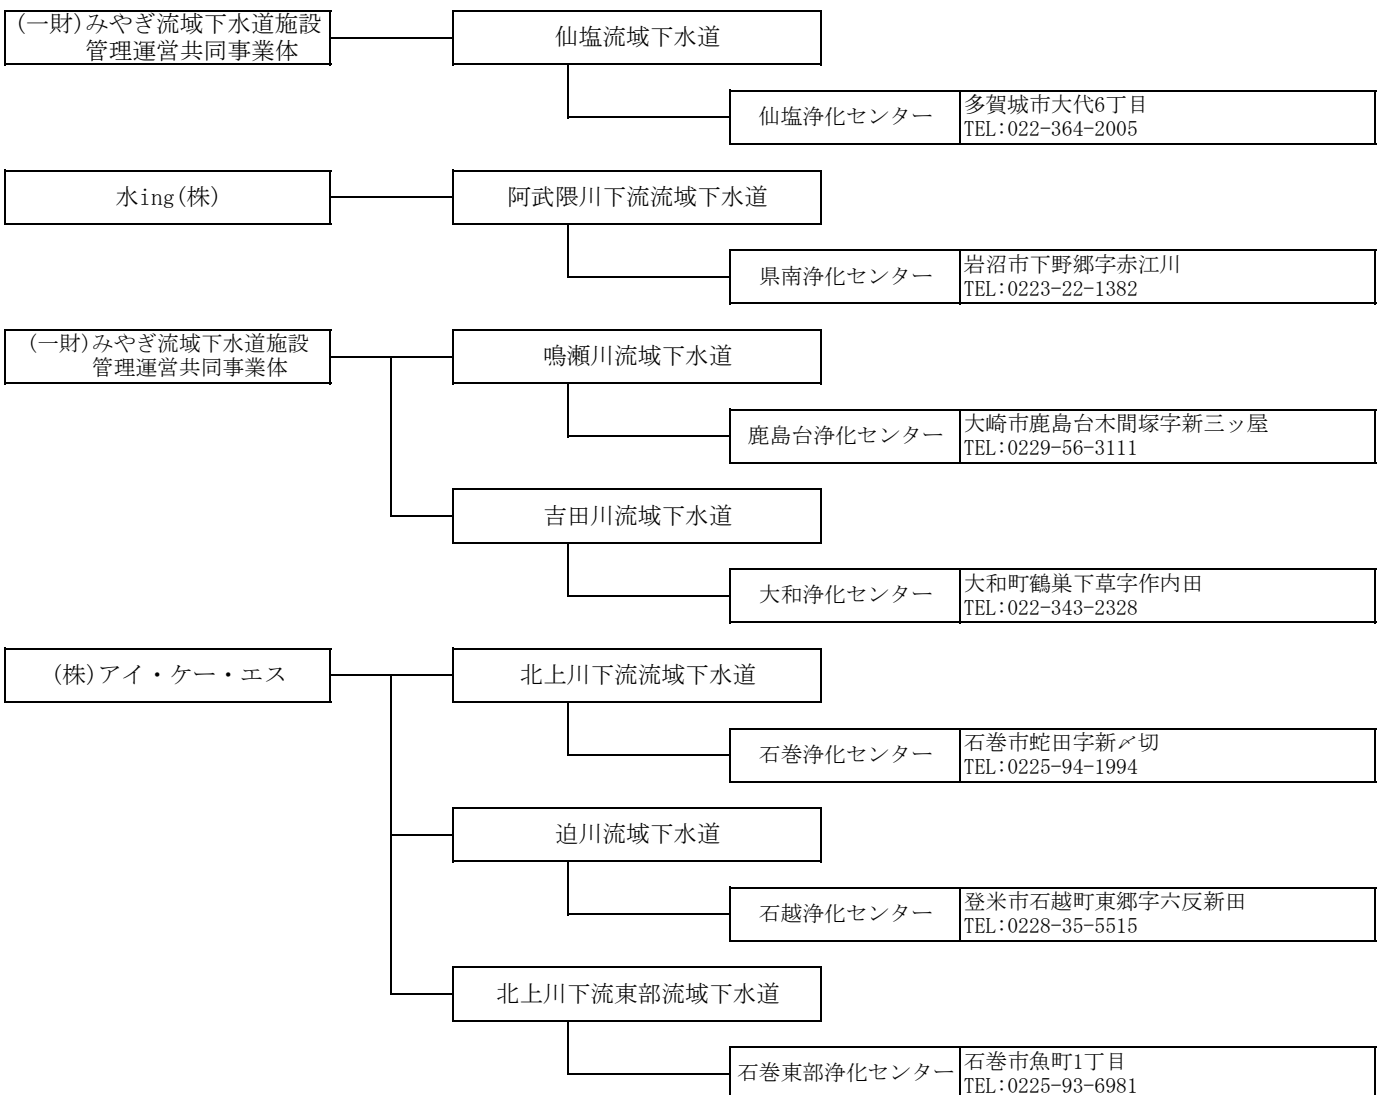 (一財)みやぎ流域下水道施設
管理運営共同事業体
仙塩流域下水道
仙塩浄化センター
多賀城市大代6丁目
TEL:022-364-2005
水ing(株)
阿武隈川下流流域下水道
県南浄化センター
岩沼市下野郷字赤江川
TEL:0223-22-1382
(一財)みやぎ流域下水道施設
管理運営共同事業体
鳴瀬川流域下水道
鹿島台浄化センター
大崎市鹿島台木間塚字新三ッ屋
TEL:0229-56-3111
吉田川流域下水道
大和浄化センター
大和町鶴巣下草字作内田
TEL:022-343-2328
(株)アイ・ケー・エス
北上川下流流域下水道
石巻浄化センター
石巻市蛇田字新〆切
TEL:0225-94-1994
迫川流域下水道
石越浄化センター
登米市石越町東郷字六反新田
TEL:0228-35-5515
北上川下流東部流域下水道
石巻東部浄化センター
石巻市魚町1丁目
TEL:0225-93-6981